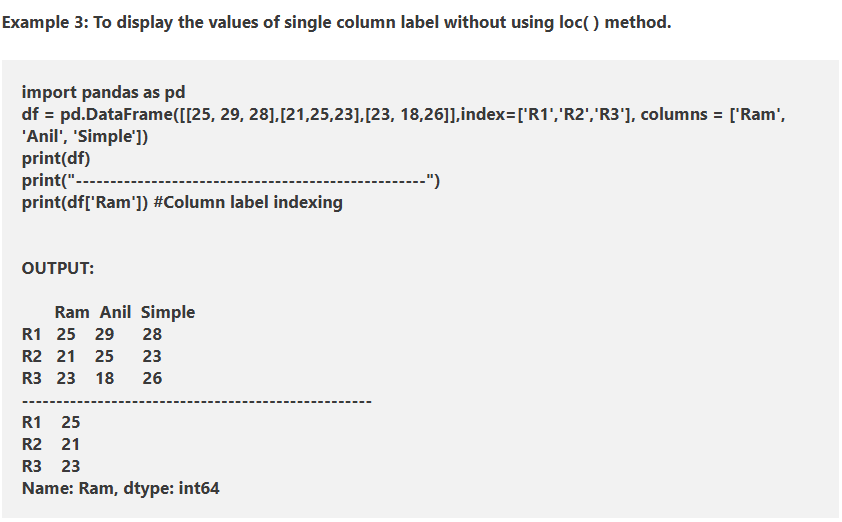 Example 3: To display the values of single column label without using loc( ) method.
import pandas as pd
df = pd.DataFrame([[25, 29, 28],[21,25,23],[23, 18,26]],index=['R1','R2','R3'], columns = ['Ram',
'Anil', 'Simple'])
print(df)
print("---------------------------------------------------")
print(df['Ram']) #Column label indexing
OUTPUT:
Ram Anil Simple
R1 25 29 28
R2 21 25 23
R3 23 18 26
---------------------------------------------------
R1 25
R2 21
R3 23
Name: Ram, dtype: int64